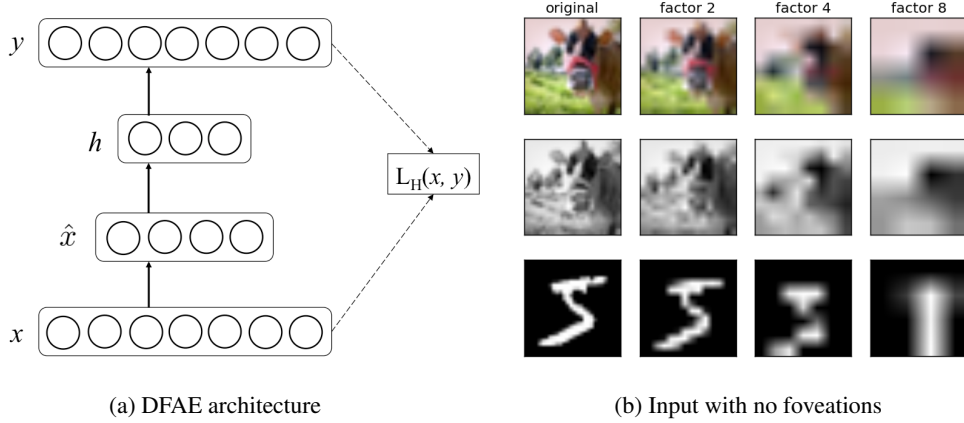 y
h
x̂
x
L_H(x, y)
(a) DFAE architecture
original factor 2 factor 4 factor 8
(b) Input with no foveations